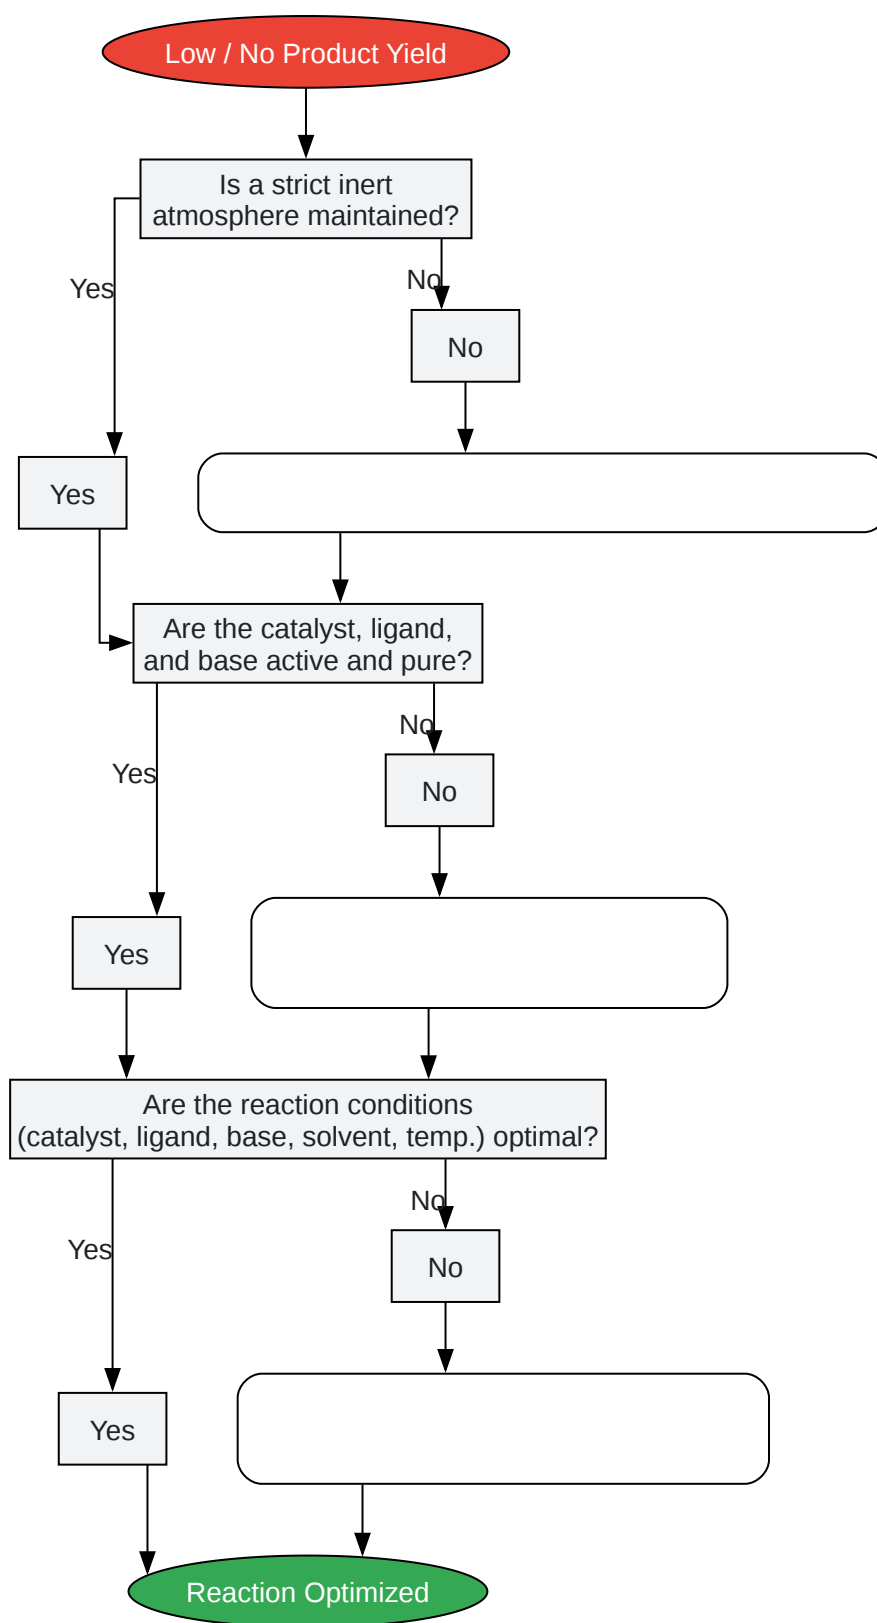 Low / No Product Yield
Is a strict inert
atmosphere maintained?
Yes
No
No
Yes
Are the catalyst, ligand,
and base active and pure?
No
Yes
No
Yes
Are the reaction conditions
(catalyst, ligand, base, solvent, temp.) optimal?
No
Yes
No
Yes
Reaction Optimized